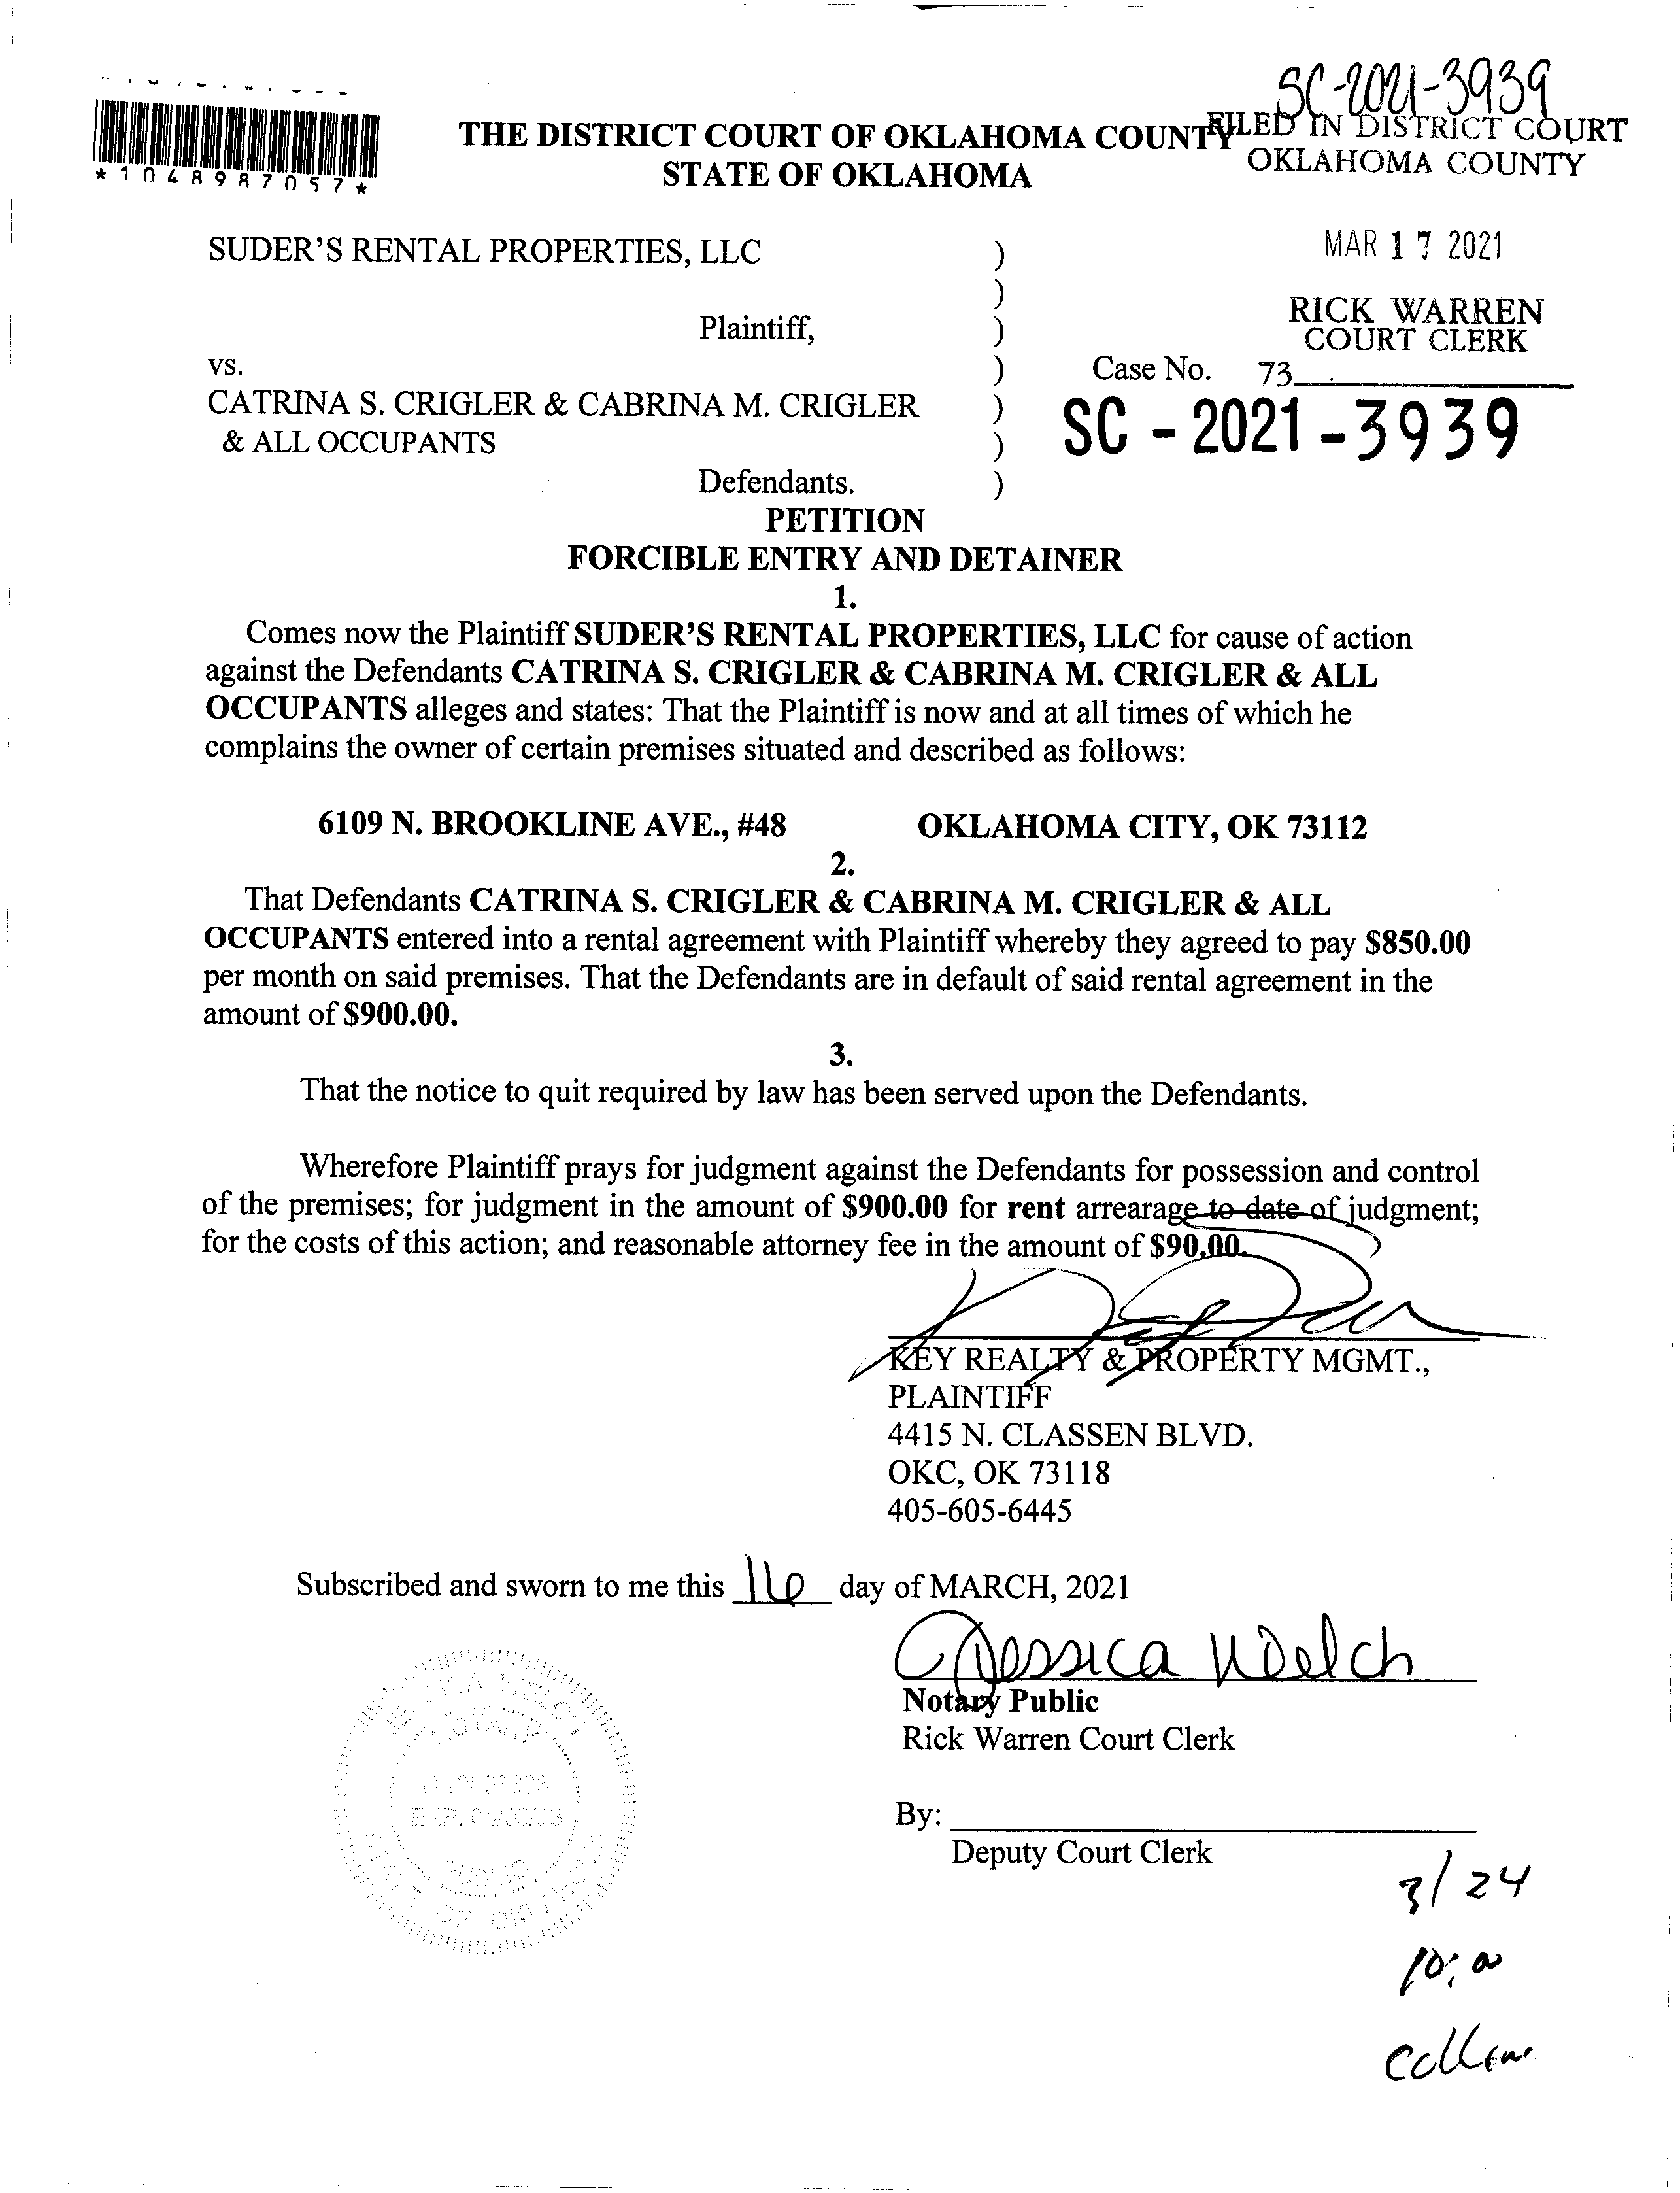 SC-2021-3939
*1048987057*
THE DISTRICT COURT OF OKLAHOMA COUNTY
STATE OF OKLAHOMA
FILED IN DISTRICT COURT
OKLAHOMA COUNTY
MAR 17 2021
RICK WARREN
COURT CLERK
SUDER'S RENTAL PROPERTIES, LLC )
)
Plaintiff, )
vs. )
Case No. 73
CATRINA S. CRIGLER & CABRINA M. CRIGLER )
SC - 2021 - 3939
& ALL OCCUPANTS )
Defendants. )
PETITION
FORCIBLE ENTRY AND DETAINER
1.
Comes now the Plaintiff SUDER'S RENTAL PROPERTIES, LLC for cause of action
against the Defendants CATRINA S. CRIGLER & CABRINA M. CRIGLER & ALL
OCCUPANTS alleges and states: That the Plaintiff is now and at all times of which he
complains the owner of certain premises situated and described as follows:
6109 N. BROOKLINE AVE., #48 OKLAHOMA CITY, OK 73112
2.
That Defendants CATRINA S. CRIGLER & CABRINA M. CRIGLER & ALL
OCCUPANTS entered into a rental agreement with Plaintiff whereby they agreed to pay $850.00
per month on said premises. That the Defendants are in default of said rental agreement in the
amount of $900.00.
3.
That the notice to quit required by law has been served upon the Defendants.
Wherefore Plaintiff prays for judgment against the Defendants for possession and control
of the premises; for judgment in the amount of $900.00 for rent arrearage to date of judgment;
for the costs of this action; and reasonable attorney fee in the amount of $90.00.
KEY REALTY & PROPERTY MGMT.,
PLAINTIFF
4415 N. CLASSEN BLVD.
OKC, OK 73118
405-605-6445
Subscribed and sworn to me this 16 day of MARCH, 2021
Jessica Welch
Notary Public
Rick Warren Court Clerk
By:
Deputy Court Clerk
WELCH
NOTARY
PUBLIC
STATE OF OKLAHOMA
3/24